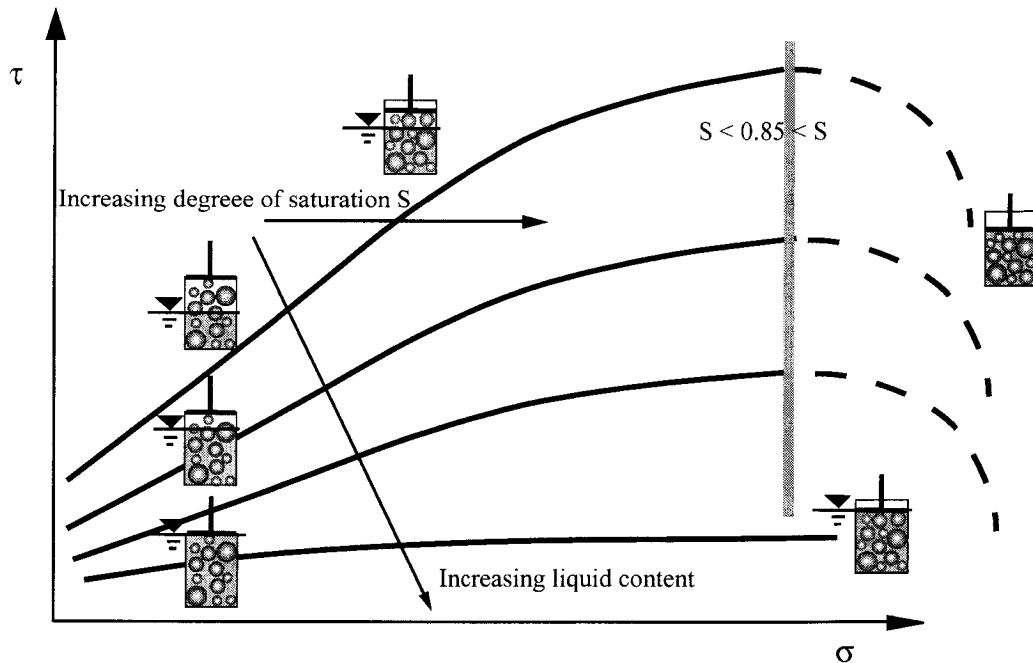 τ
S < 0.85 < S
Increasing degreee of saturation S
Increasing liquid content
σ